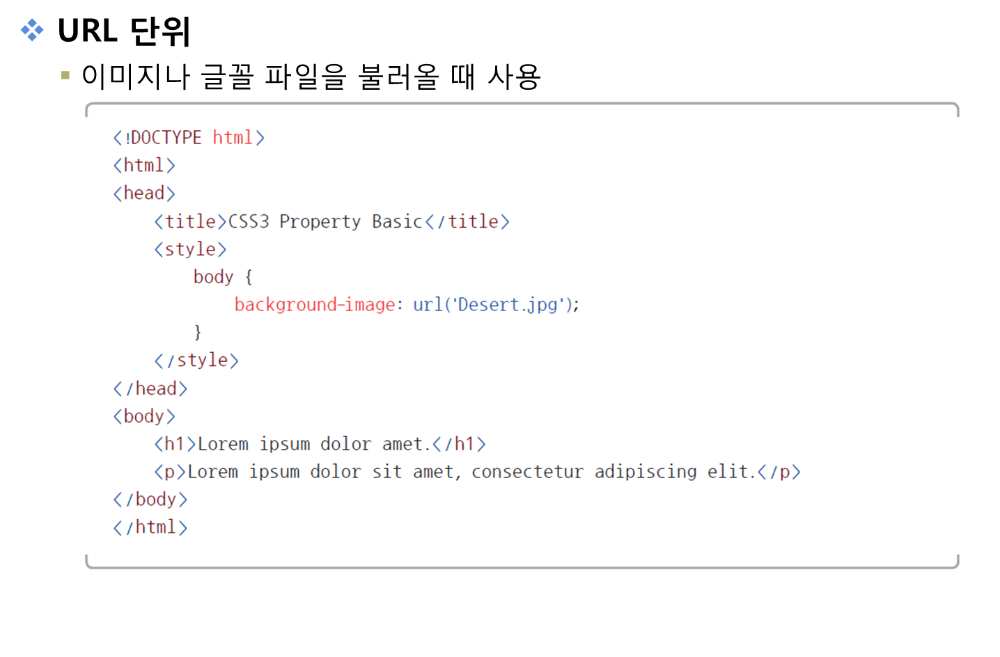 URL 단위
이미지나 글꼴 파일을 불러올 때 사용
<!DOCTYPE html>
<html>
<head>
    <title>CSS3 Property Basic</title>
    <style>
        body {
            background-image: url('Desert.jpg');
        }
    </style>
</head>
<body>
    <h1>Lorem ipsum dolor amet.</h1>
    <p>Lorem ipsum dolor sit amet, consectetur adipiscing elit.</p>
</body>
</html>